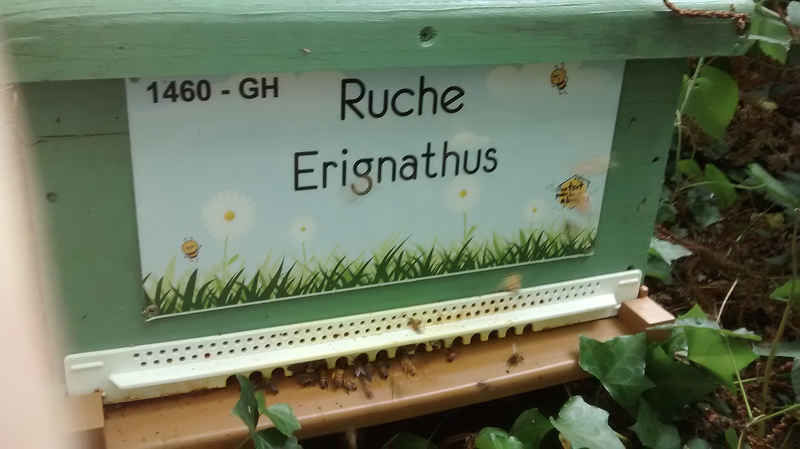 1460 - GH
Ruche
Erignathus